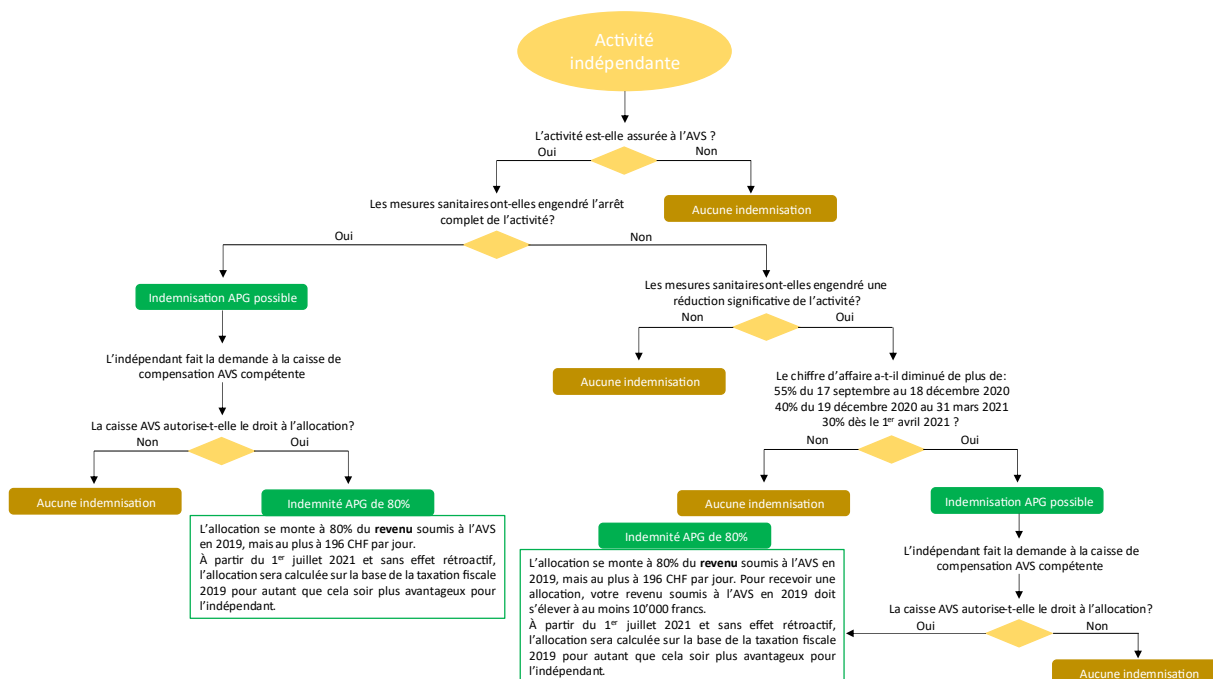 Activité
indépendante
L'activité est-elle assurée à l'AVS ?
Oui
Non
Aucune indemnisation
Les mesures sanitaires ont-elles engendré l'arrêt
complet de l'activité?
Oui
Non
Indemnisation APG possible
L'indépendant fait la demande à la caisse de
compensation AVS compétente
La caisse AVS autorise-t-elle le droit à l'allocation?
Non
Oui
Aucune indemnisation
Indemnité APG de 80%
L'allocation se monte à 80% du revenu soumis à l'AVS
en 2019, mais au plus à 196 CHF par jour.
À partir du 1er juillet 2021 et sans effet rétroactif,
l'allocation sera calculée sur la base de la taxation fiscale
2019 pour autant que cela soir plus avantageux pour
l'indépendant.
Les mesures sanitaires ont-elles engendré une
réduction significative de l'activité?
Non
Oui
Aucune indemnisation
Le chiffre d'affaire a-t-il diminué de plus de:
55% du 17 septembre au 18 décembre 2020
40% du 19 décembre 2020 au 31 mars 2021
30% dès le 1er avril 2021 ?
Non
Oui
Aucune indemnisation
Indemnisation APG possible
L'indépendant fait la demande à la caisse de
compensation AVS compétente
La caisse AVS autorise-t-elle le droit à l'allocation?
Oui
Non
Indemnité APG de 80%
L'allocation se monte à 80% du revenu soumis à l'AVS en
2019, mais au plus à 196 CHF par jour. Pour recevoir une
allocation, votre revenu soumis à l'AVS en 2019 doit
s'élever à au moins 10'000 francs.
À partir du 1er juillet 2021 et sans effet rétroactif,
l'allocation sera calculée sur la base de la taxation fiscale
2019 pour autant que cela soir plus avantageux pour
l'indépendant.
Aucune indemnisation